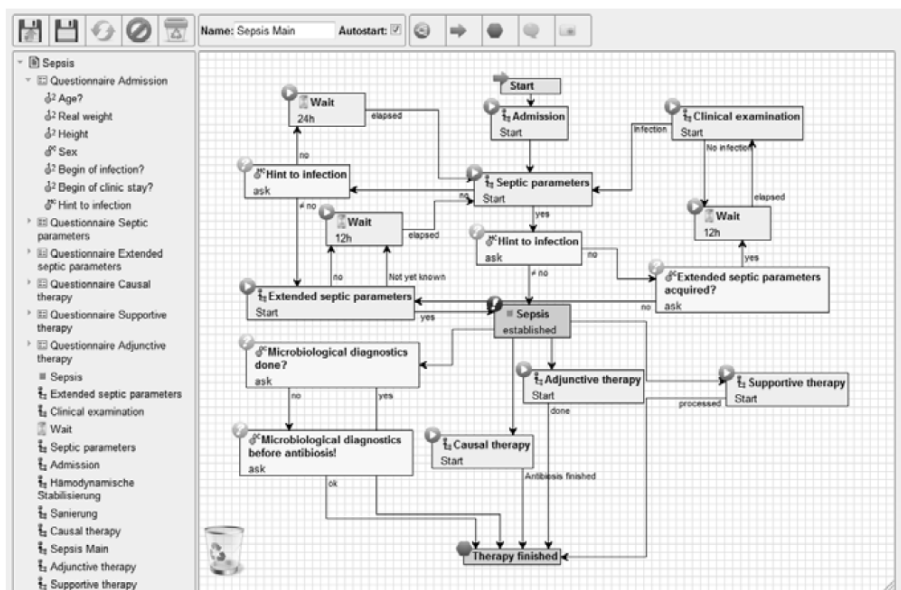 Name: Sepsis Main
Autostart:
Sepsis
Questionnaire Admission
Age?
Real weight
Height
Sex
Begin of infection?
Begin of clinic stay?
Hint to infection
Questionnaire Septic
parameters
Questionnaire Extended
septic parameters
Questionnaire Causal
therapy
Questionnaire Supportive
therapy
Questionnaire Adjunctive
therapy
Sepsis
Extended septic parameters
Clinical examination
Wait
Septic parameters
Admission
Hämodynamische
Stabilisierung
Sanierung
Causal therapy
Sepsis Main
Adjunctive therapy
Supportive therapy
Start
Wait
24h
elapsed
Admission
Start
Clinical examination
Start
Infection
No infection
no
Hint to infection
ask
Septic parameters
Start
no
yes
elapsed
≠ no
Wait
12h
elapsed
Hint to infection
ask
no
Wait
12h
yes
no
Not yet known
≠ no
Extended septic parameters
acquired?
ask
no
Extended septic parameters
Start
yes
Sepsis
established
Microbiological diagnostics
done?
ask
no
yes
Adjunctive therapy
Start
done
Supportive therapy
Start
processed
Microbiological diagnostics
before antibiosis!
ask
ok
Causal therapy
Start
Antibiosis finished
Therapy finished